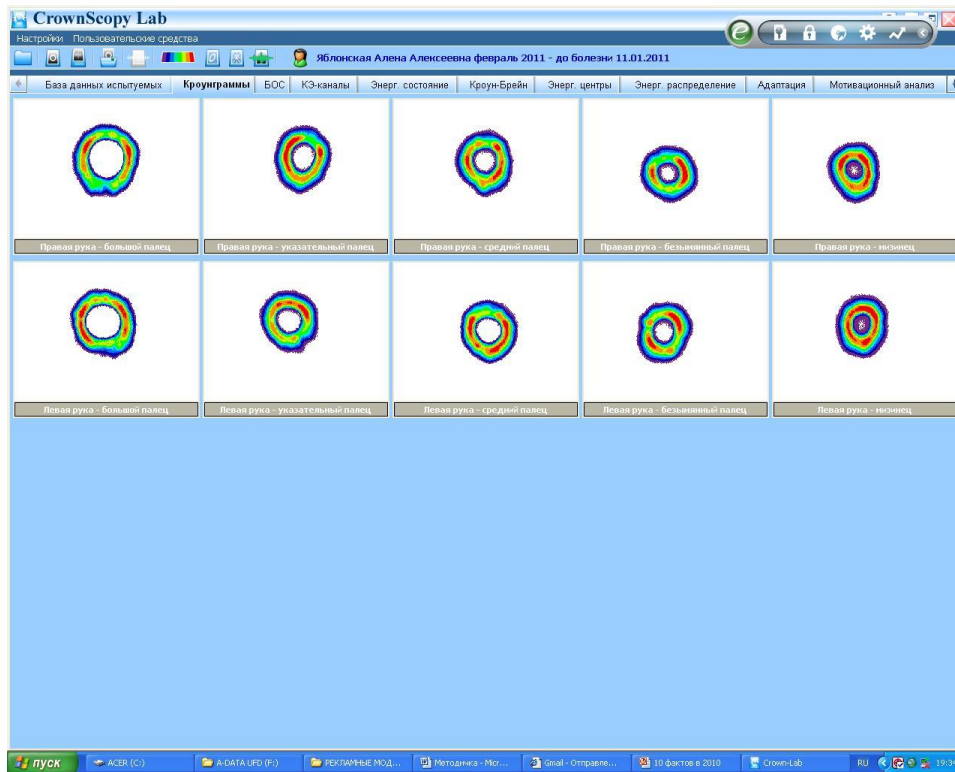 CrownScopy Lab
Настройки Пользовательские средства
Яблонская Алена Алексеевна февраль 2011 - до болезни 11.01.2011
База данных испытуемых Кроунграммы БОС КЭ-каналы Энерг. состояние Кроун-Брейн Энерг. центры Энерг. распределение Адаптация Мотивационный анализ
Правая рука - большой палец Правая рука - указательный палец Правая рука - средний палец Правая рука - безымянный палец Правая рука - мизинец
Левая рука - большой палец Левая рука - указательный палец Левая рука - средний палец Левая рука - безымянный палец Левая рука - мизинец
пуск ACER (C:) A-DATA UFD (F:) РЕКЛАМНЫЕ МОД... Методичка - Micr... Gmail - Отправле... 10 фактов в 2010 Crown-Lab RU